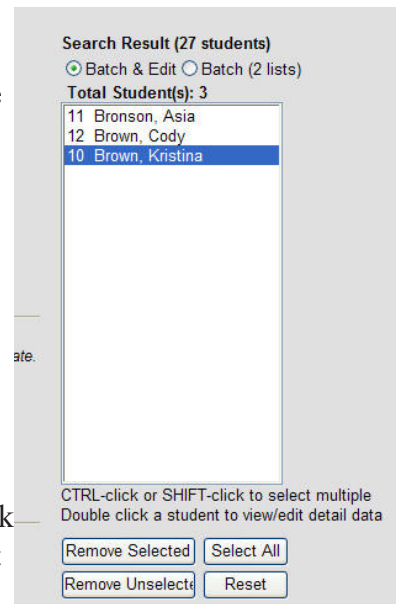 Search Result (27 students)
Batch & Edit Batch (2 lists)
Total Student(s): 3
11 Bronson, Asia
12 Brown, Cody
10 Brown, Kristina
ate.
CTRL-click or SHIFT-click to select multiple
k Double click a student to view/edit detail data
Remove Selected Select All
Remove Unselecte Reset